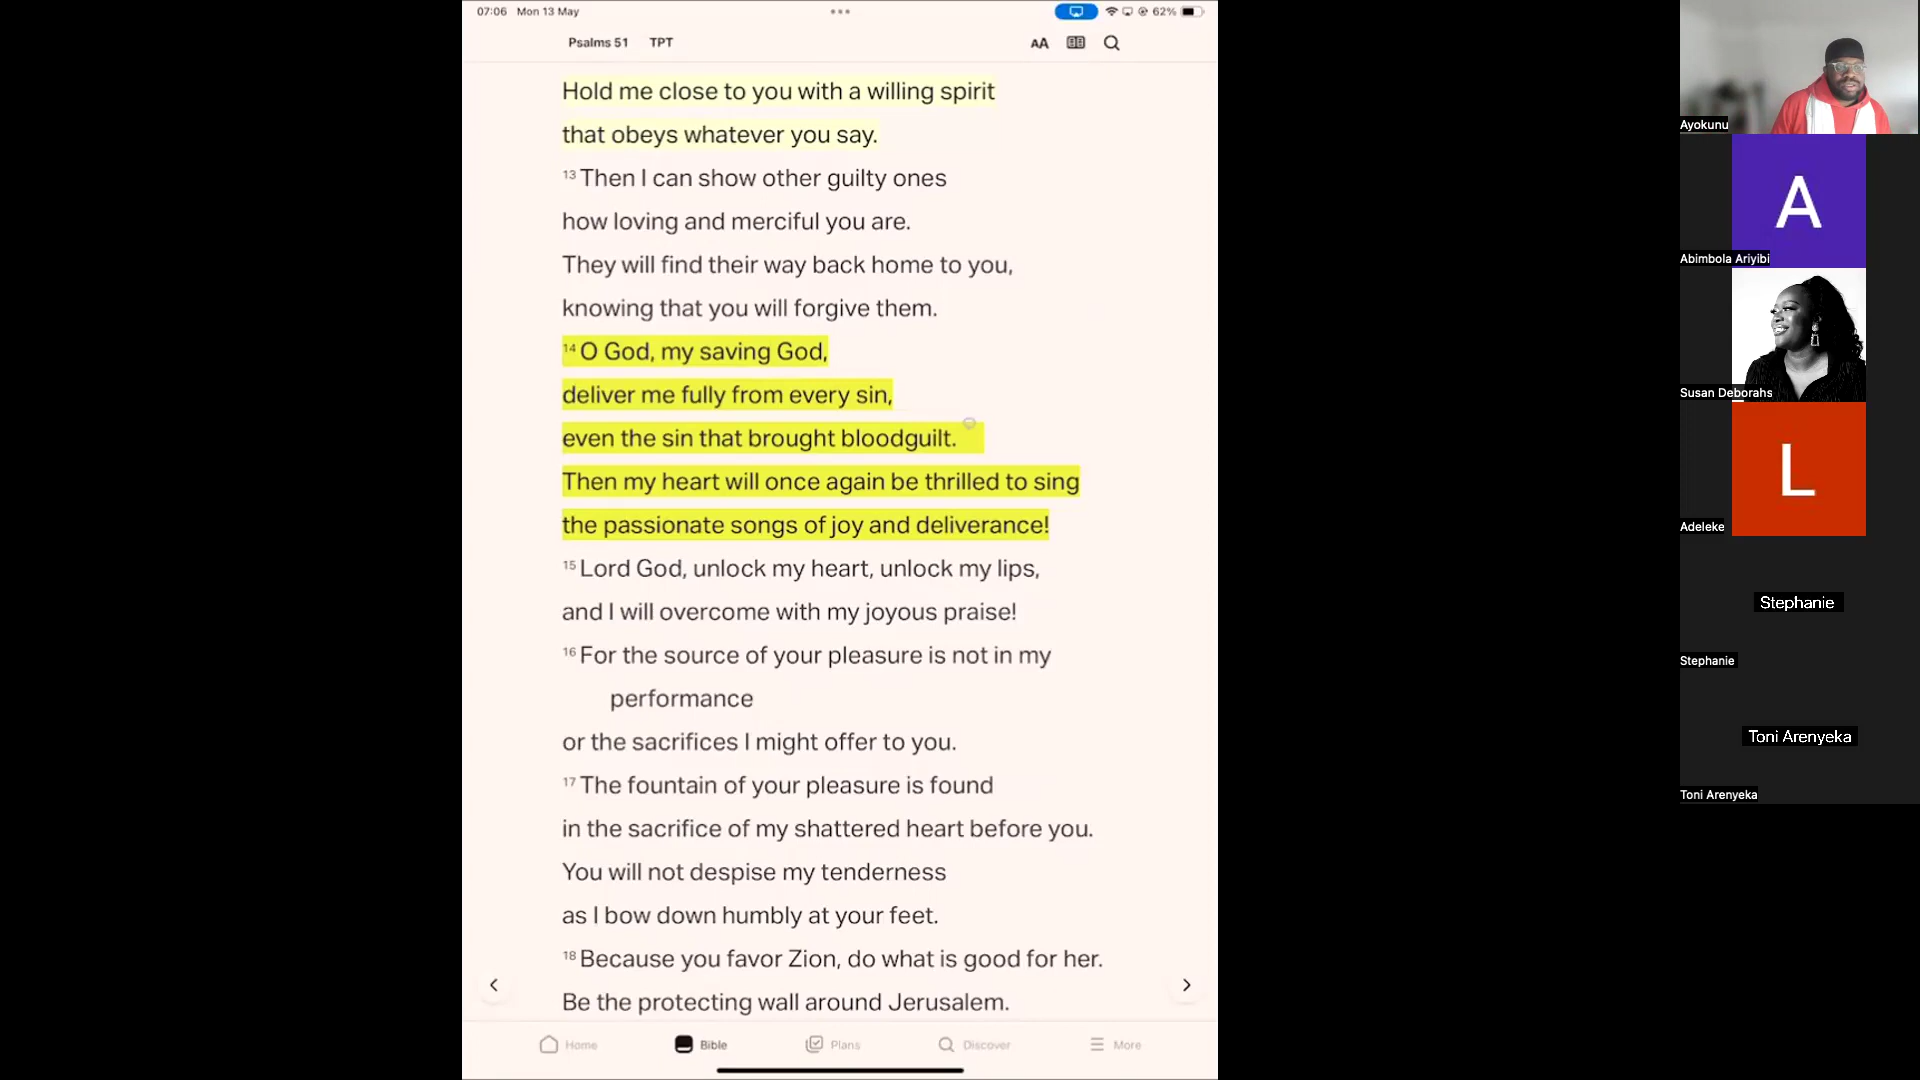 07:06 Mon 13 May
62%
Psalms 51 TPT
AA
Hold me close to you with a willing spirit
that obeys whatever you say.
13 Then I can show other guilty ones
how loving and merciful you are.
They will find their way back home to you,
knowing that you will forgive them.
14 O God, my saving God,
deliver me fully from every sin,
even the sin that brought bloodguilt.
Then my heart will once again be thrilled to sing
the passionate songs of joy and deliverance!
15 Lord God, unlock my heart, unlock my lips,
and I will overcome with my joyous praise!
16 For the source of your pleasure is not in my
performance
or the sacrifices I might offer to you.
17 The fountain of your pleasure is found
in the sacrifice of my shattered heart before you.
You will not despise my tenderness
as I bow down humbly at your feet.
18 Because you favor Zion, do what is good for her.
Be the protecting wall around Jerusalem.
Home Bible Plans Discover More
Ayokunu
A
Abimbola Ariyibi
Susan Deborahs
L
Adeleke
Stephanie
Stephanie
Toni Arenyeka
Toni Arenyeka